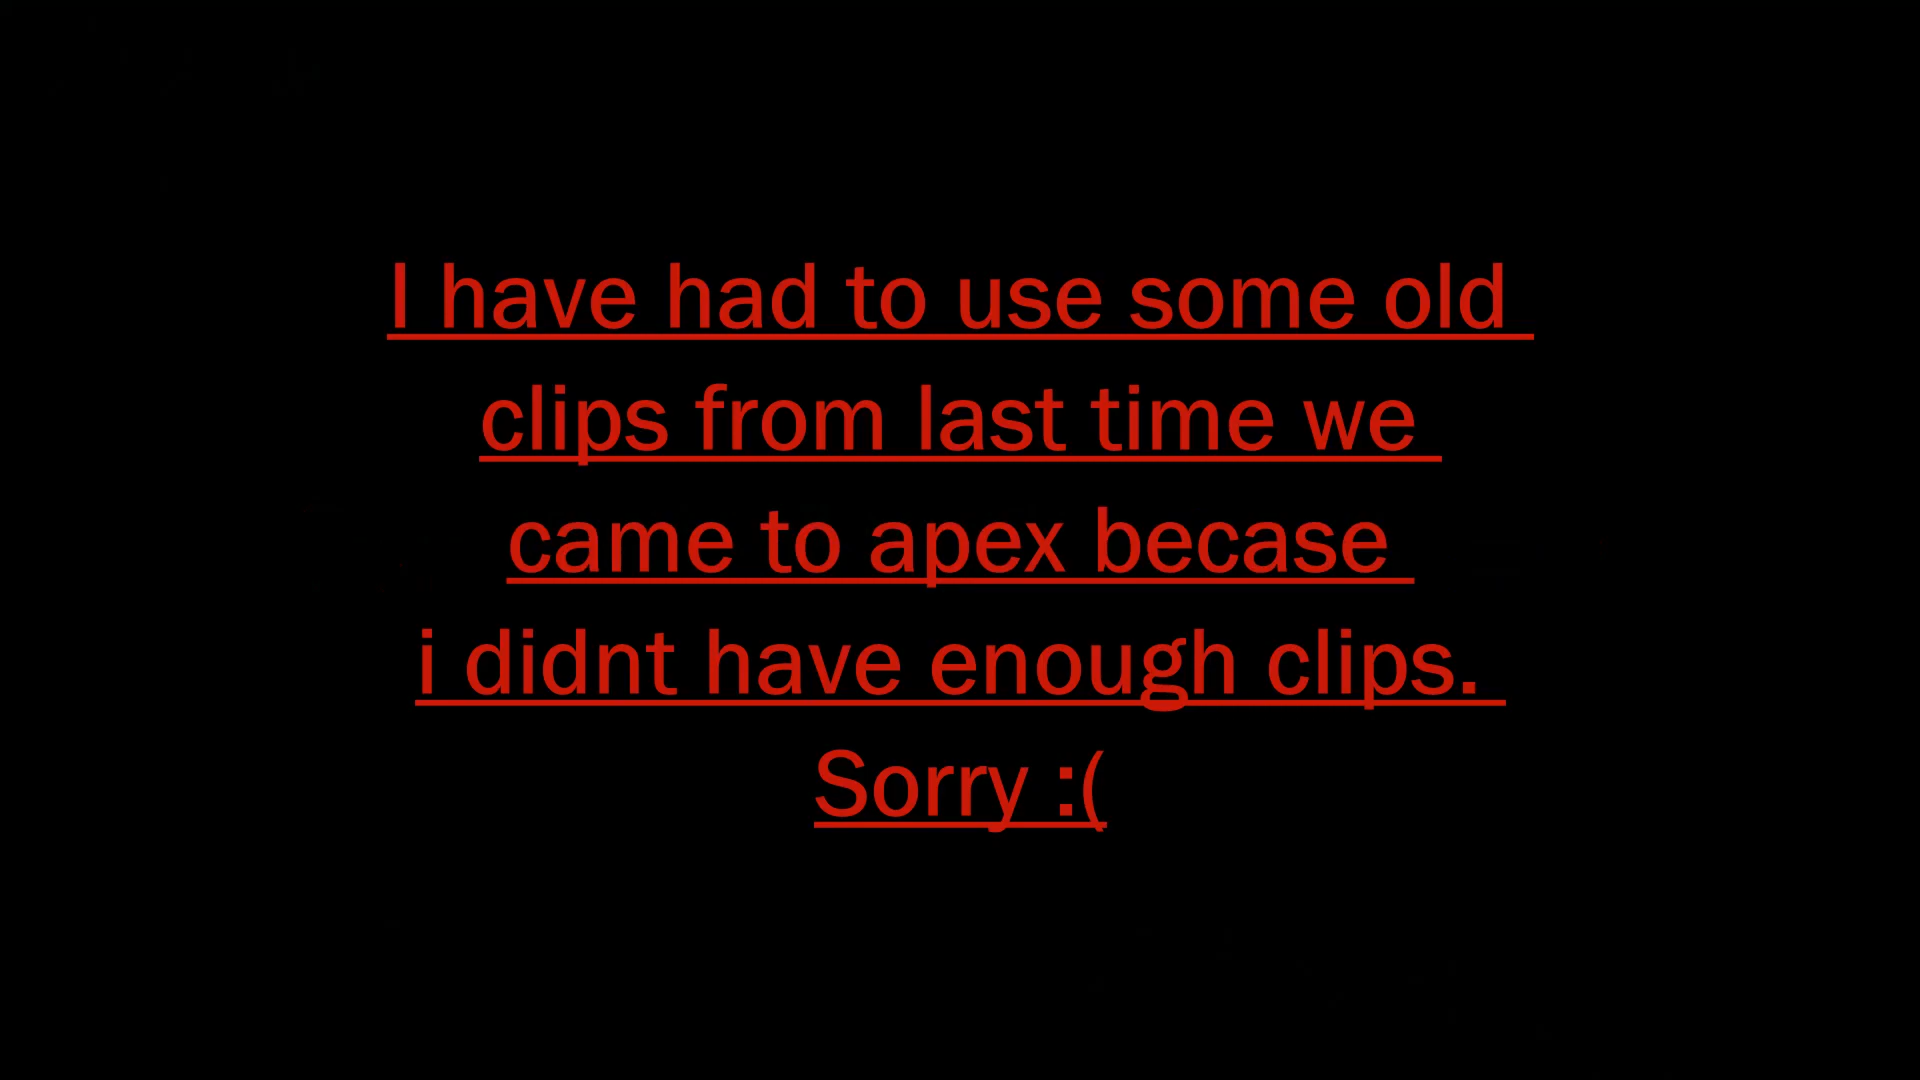 I have had to use some old
clips from last time we
came to apex becase
i didnt have enough clips.
Sorry :(